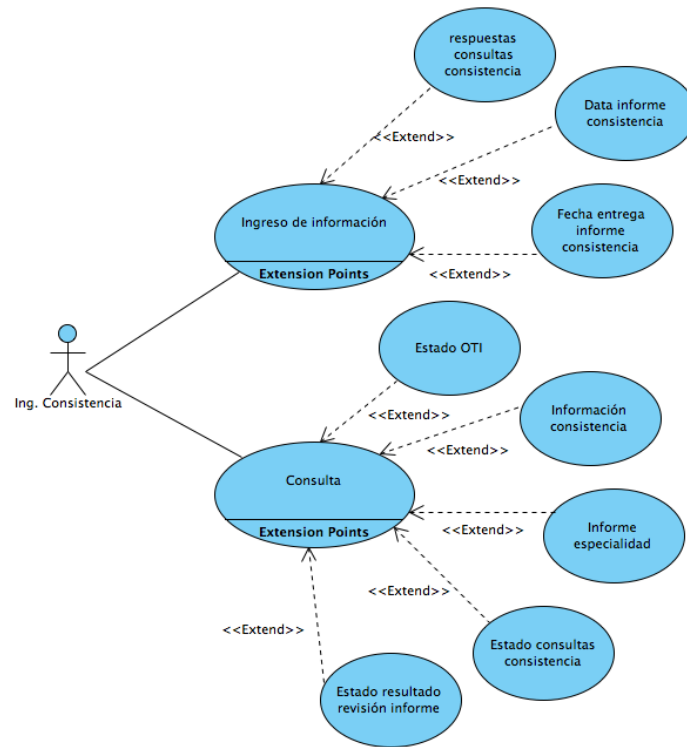 respuestas
consultas
consistencia
<<Extend>>
Data informe
consistencia
<<Extend>>
Ingreso de información
Extension Points
Fecha entrega
informe
consistencia
<<Extend>>
Ing. Consistencia
Estado OTI
<<Extend>>
Información
consistencia
<<Extend>>
Consulta
Extension Points
Informe
especialidad
<<Extend>>
<<Extend>>
Estado consultas
consistencia
<<Extend>>
Estado resultado
revisión informe